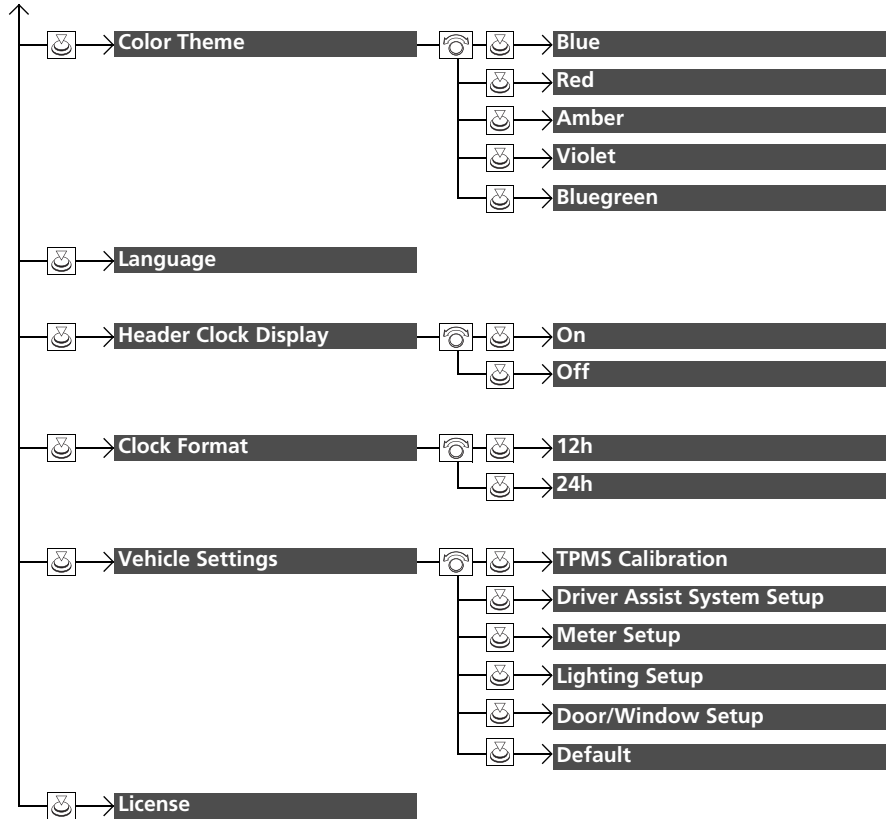 Color Theme
Blue
Red
Amber
Violet
Bluegreen
Language
Header Clock Display
On
Off
Clock Format
12h
24h
Vehicle Settings
TPMS Calibration
Driver Assist System Setup
Meter Setup
Lighting Setup
Door/Window Setup
Default
License